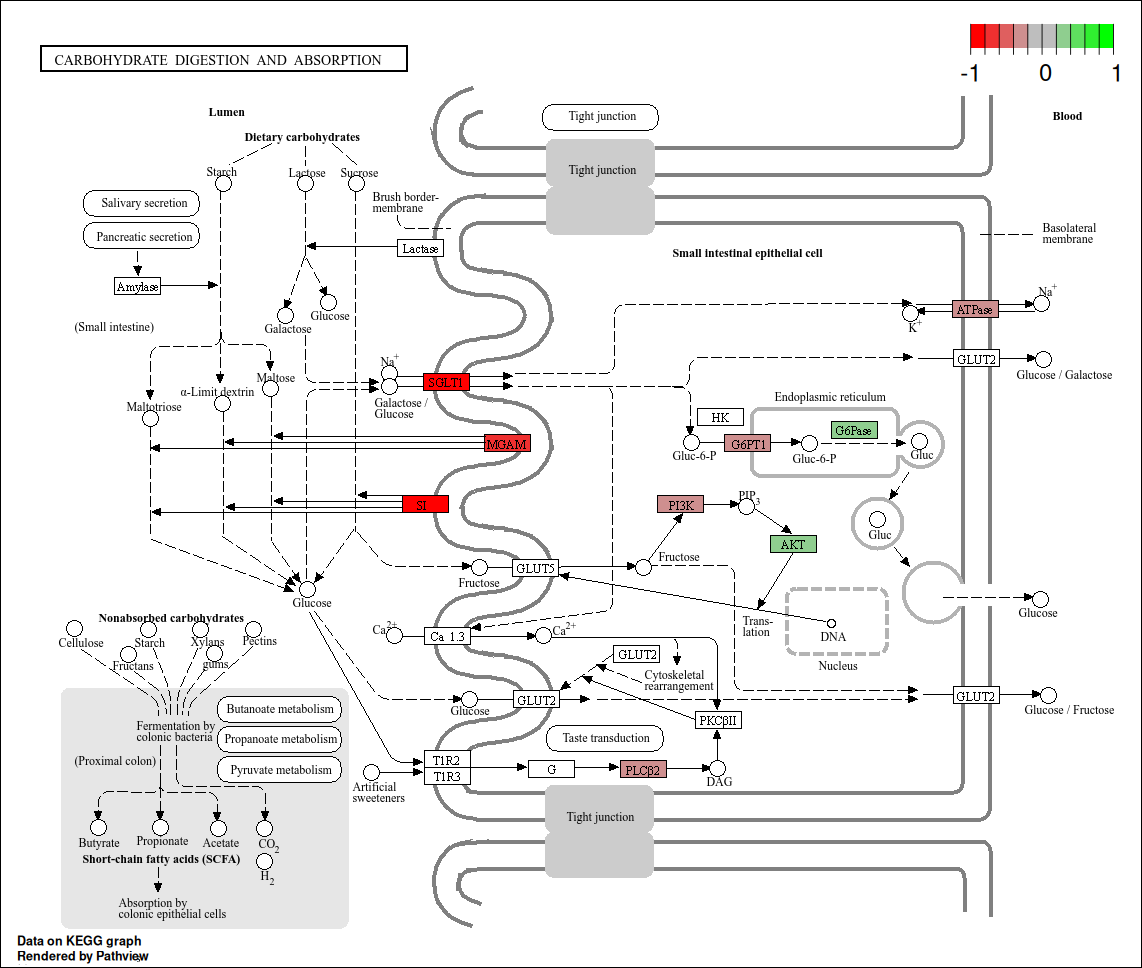 CARBOHYDRATE DIGESTION AND ABSORPTION
-1 0 1
Lumen
Blood
Dietary carbohydrates
Starch
Lactose
Sucrose
Tight junction
Tight junction
Salivary secretion
Pancreatic secretion
Brush border-
membrane
Lactase
Amylase
Basolateral
membrane
Small intestinal epithelial cell
(Small intestine)
Galactose
Glucose
Maltotriose
α-Limit dextrin
Maltose
Na+
Galactose /
Glucose
SGLT1
MGAM
SI
K+
ATPase
Na+
GLUT2
Glucose / Galactose
Endoplasmic reticulum
HK
Gluc-6-P
G6PT1
Gluc-6-P
G6Pase
Gluc
Gluc
PI3K
PIP3
AKT
Fructose
GLUT5
Fructose
Glucose
Trans-
lation
DNA
Nucleus
Glucose
Ca2+
Ca 1.3
Ca2+
GLUT2
Cytoskeletal
rearrangement
Glucose
GLUT2
GLUT2
Glucose / Fructose
PKCβII
Taste transduction
T1R2
T1R3
G
PLCβ2
DAG
Artificial
sweeteners
Tight junction
Nonabsorbed carbohydrates
Cellulose
Starch
Xylans
Pectins
Fructans
gums
Fermentation by
colonic bacteria
Butanoate metabolism
Propanoate metabolism
Pyruvate metabolism
(Proximal colon)
Butyrate
Propionate
Acetate
CO2
H2
Short-chain fatty acids (SCFA)
Absorption by
colonic epithelial cells
Data on KEGG graph
Rendered by Pathview